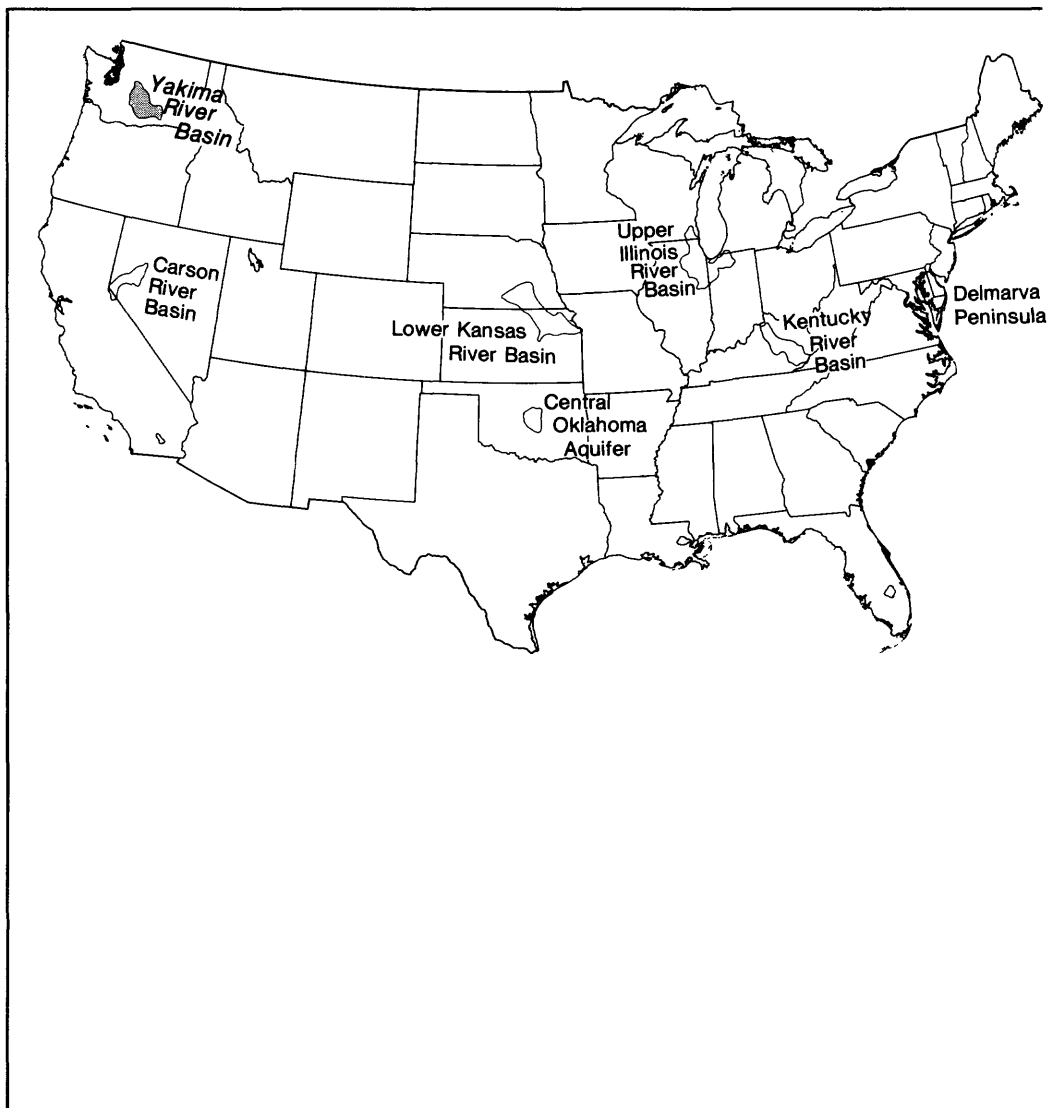 Yakima
River
Basin
Carson
River
Basin
Upper
Illinois
River
Basin
Delmarva
Peninsula
Kentucky
River
Basin
Lower Kansas
River Basin
Central
Oklahoma
Aquifer